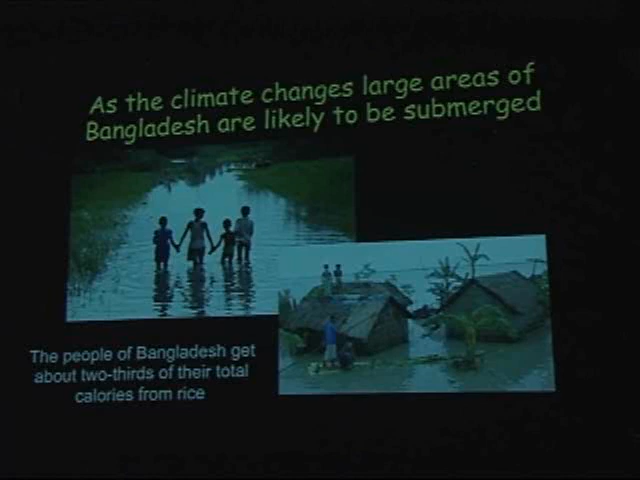 As the climate changes large areas of
Bangladesh are likely to be submerged
The people of Bangladesh get
about two-thirds of their total
calories from rice